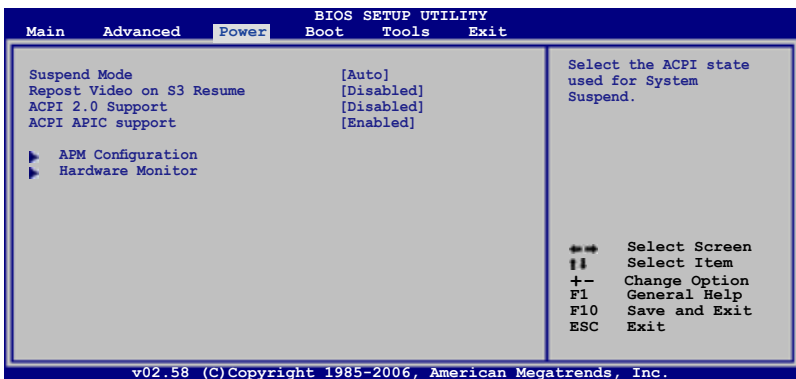 BIOS SETUP UTILITY
Main Advanced Power Boot Tools Exit
Suspend Mode [Auto]
Repost Video on S3 Resume [Disabled]
ACPI 2.0 Support [Disabled]
ACPI APIC support [Enabled]
APM Configuration
Hardware Monitor
Select the ACPI state
used for System
Suspend.
Select Screen
Select Item
+- Change Option
F1 General Help
F10 Save and Exit
ESC Exit
v02.58 (C)Copyright 1985-2006, American Megatrends, Inc.